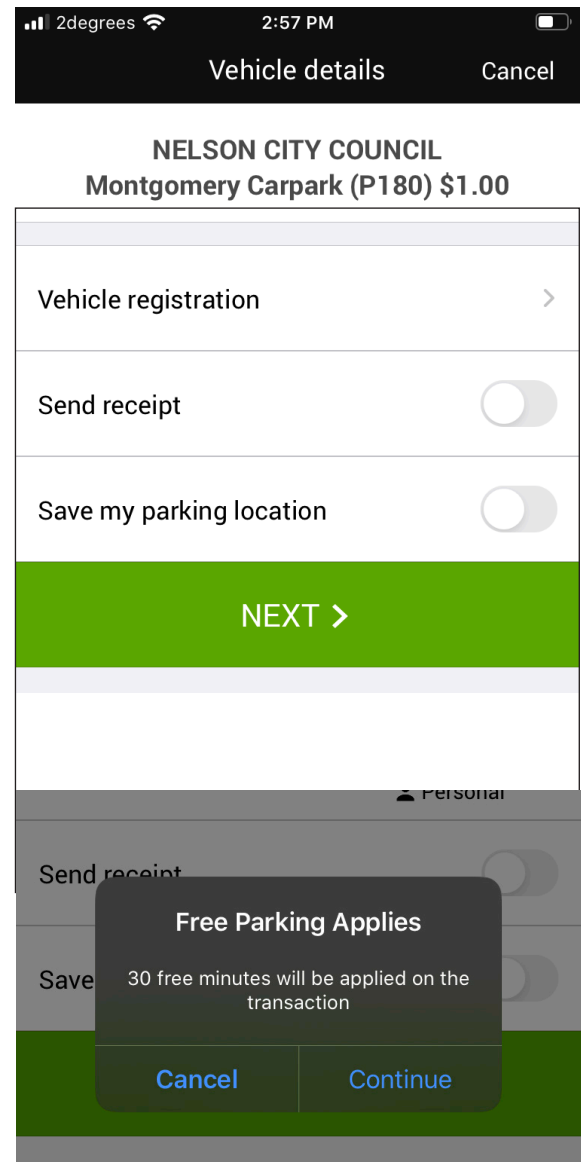 2degrees 2:57 PM
Vehicle details Cancel
NELSON CITY COUNCIL
Montgomery Carpark (P180) $1.00
Vehicle registration
Send receipt
Save my parking location
NEXT >
Personal
Send receipt
Free Parking Applies
Save
30 free minutes will be applied on the
transaction
Cancel Continue